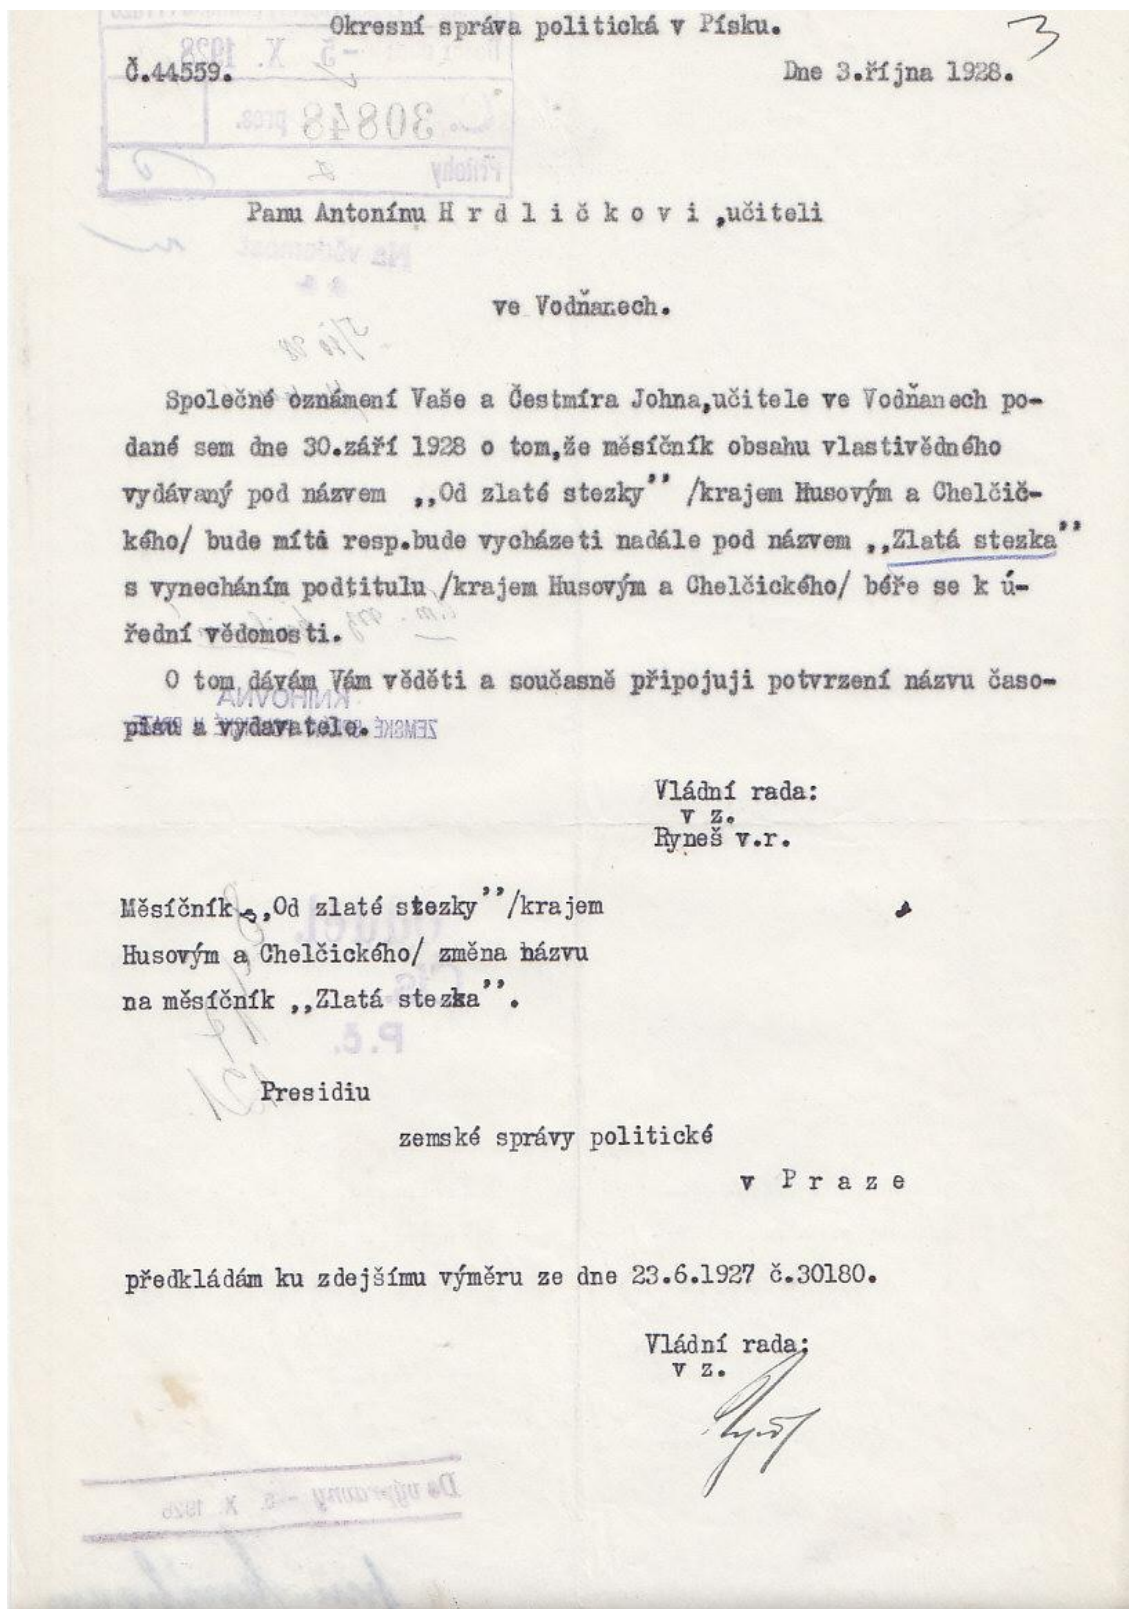 Okresní správa politická v Písku.
3
Č.44559.
Dne 3.října 1928.
Panu Antonínu H r d l i č k o v i ,učiteli
ve Vodňanech.
Společné oznámení Vaše a Čestmíra Johna,učitele ve Vodňanech po-
dané sem dne 30.září 1928 o tom,že měsíčník obsahu vlastivědného
vydávaný pod názvem ,,Od zlaté stezky’’ /krajem Husovým a Chelčič-
kého/ bude míti resp.bude vycházeti nadále pod názvem ,,Zlatá stezka’’
s vynecháním podtitulu /krajem Husovým a Chelčického/ béře se k ú-
řední vědomosti.
O tom dávám Vám věděti a současně připojuji potvrzení názvu časo-
pisu a vydavatele.
Vládní rada:
v z.
Ryneš v.r.
Měsíčník ,,Od zlaté stezky’’/krajem
Husovým a Chelčického/ změna názvu
na měsíčník ,,Zlatá stezka’’.
Presidiu
zemské správy politické
v P r a z e
předkládám ku zdejšímu výměru ze dne 23.6.1927 č.30180.
Vládní rada:
v z.